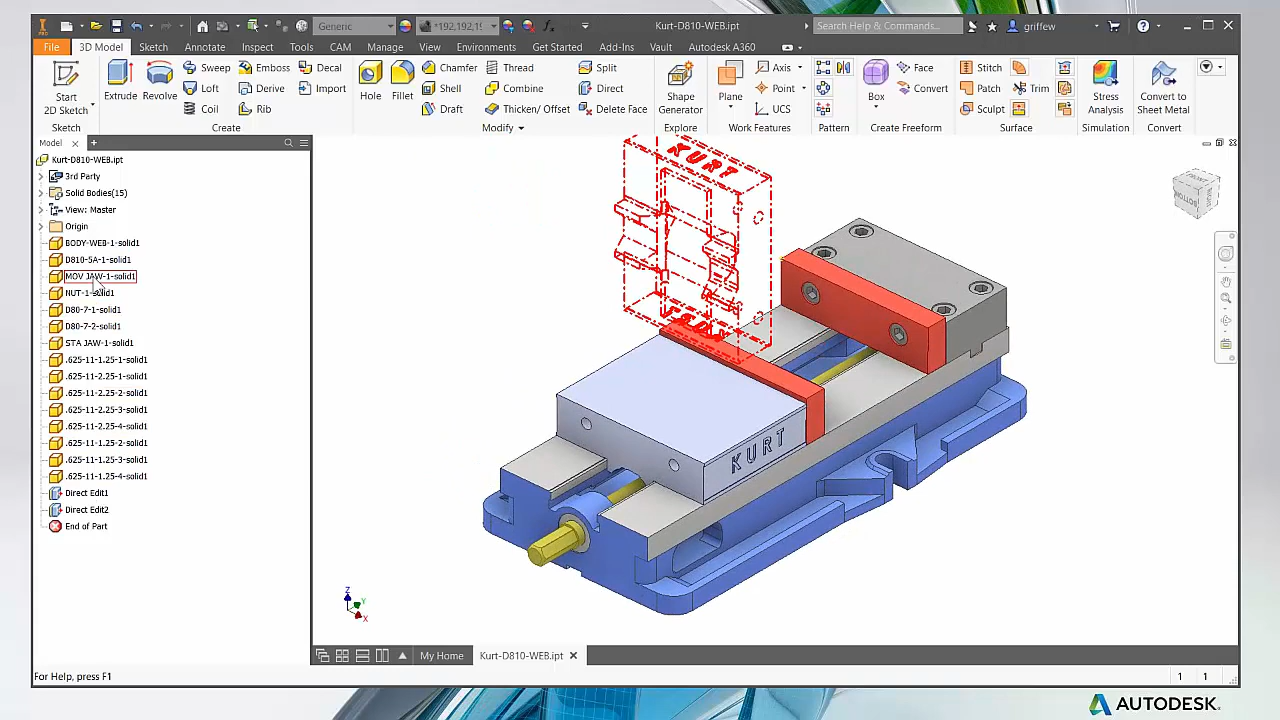 Generic
*192,192,19
Kurt-D810-WEB.ipt
Search Help & Commands...
griffew
File 3D Model Sketch Annotate Inspect Tools CAM Manage View Environments Get Started Add-Ins Vault Autodesk A360
Start
2D Sketch
Extrude
Revolve
Sweep
Loft
Coil
Emboss
Derive
Rib
Decal
Import
Hole
Fillet
Chamfer
Shell
Draft
Thread
Combine
Thicken/ Offset
Split
Direct
Delete Face
Shape
Generator
Plane
Axis
Point
UCS
Box
Face
Convert
Stitch
Patch
Sculpt
Trim
Stress
Analysis
Convert to
Sheet Metal
Sketch
Create
Modify
Explore
Work Features
Pattern
Create Freeform
Surface
Simulation
Convert
Model
Kurt-D810-WEB.ipt
3rd Party
Solid Bodies(15)
View: Master
Origin
BODY-WEB-1-solid1
D810-5A-1-solid1
MOV JAW-1-solid1
NUT-1-solid1
D80-7-1-solid1
D80-7-2-solid1
STA JAW-1-solid1
.625-11-1.25-1-solid1
.625-11-2.25-1-solid1
.625-11-2.25-2-solid1
.625-11-2.25-3-solid1
.625-11-2.25-4-solid1
.625-11-1.25-2-solid1
.625-11-1.25-3-solid1
.625-11-1.25-4-solid1
Direct Edit1
Direct Edit2
End of Part
KURT
KURT
Z
Y
X
My Home
Kurt-D810-WEB.ipt
For Help, press F1
1 1
AUTODESK.